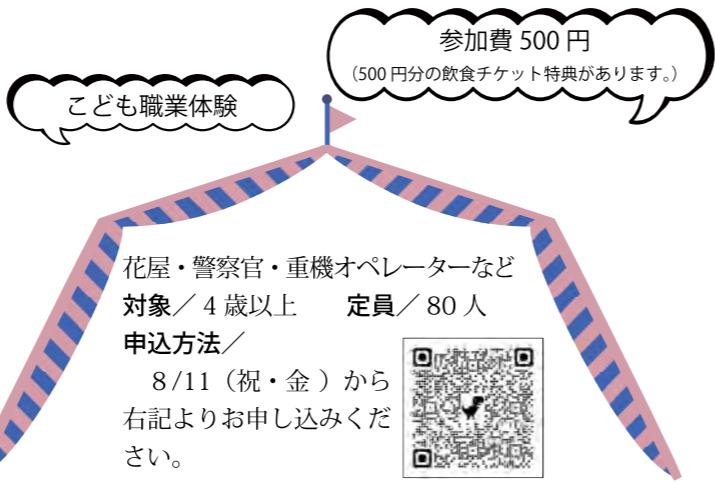 参加費 500 円
（500 円分の飲食チケット特典があります。）
こども職業体験
花屋・警察官・重機オペレーターなど
対象／ 4 歳以上　　定員／ 80 人
申込方法／
８/11（祝・金 ）から
右記よりお申し込みくだ
さい。